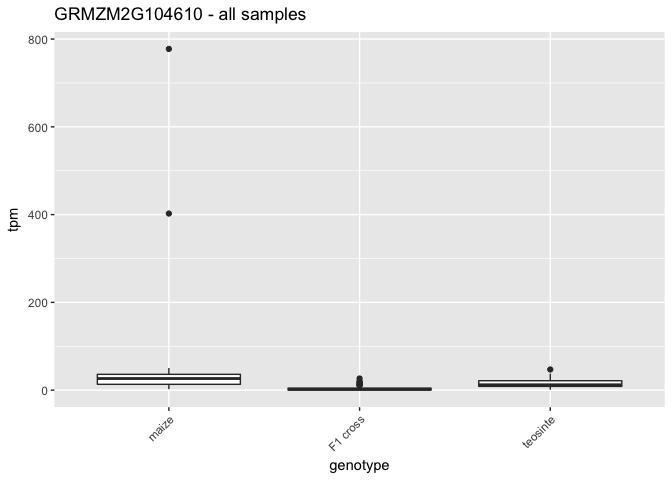 GRMZM2G104610 - all samples
800
600
400
200
0
tpm
maize
F1 cross
teosinte
genotype